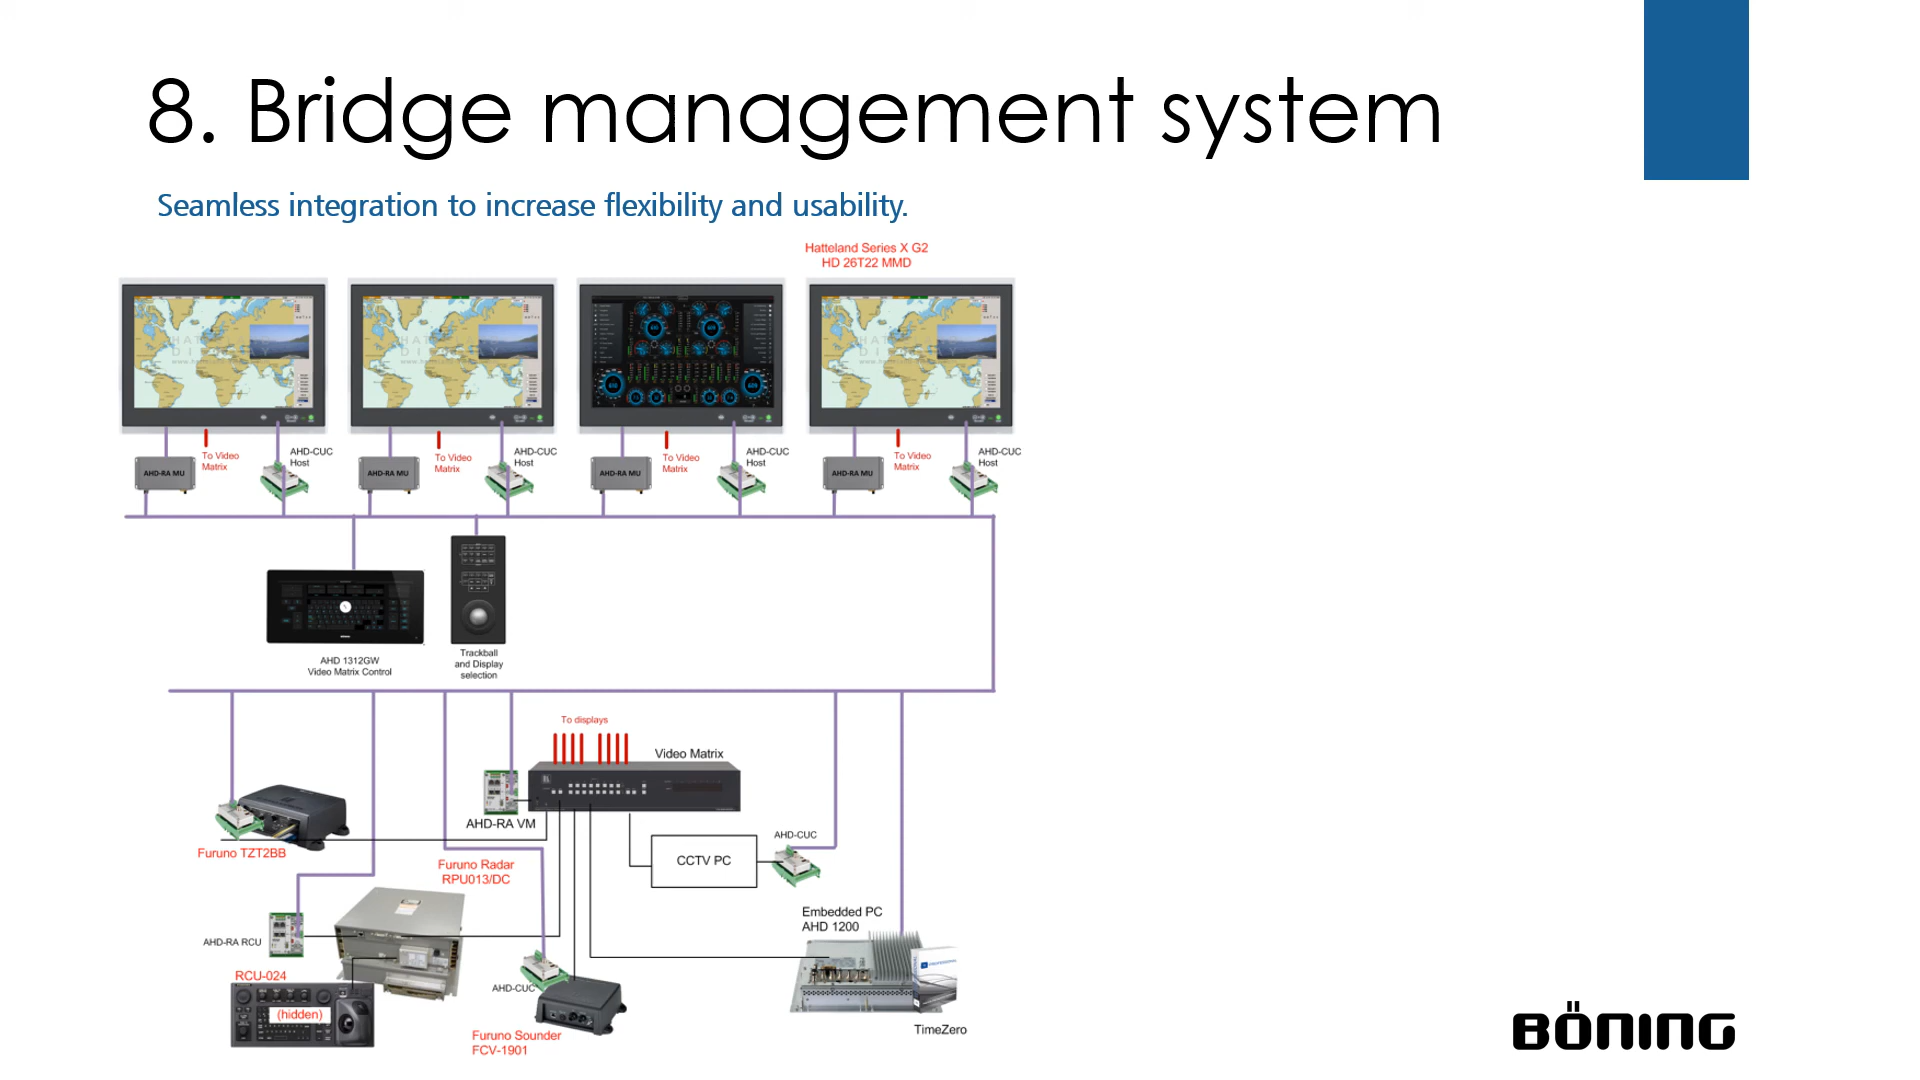 8. Bridge management system
Seamless integration to increase flexibility and usability.
Hatteland Series X G2
HD 26T22 MMD
AHD-RA MU
To Video
Matrix
AHD-CUC
Host
AHD-RA MU
To Video
Matrix
AHD-CUC
Host
AHD-RA MU
To Video
Matrix
AHD-CUC
Host
AHD-RA MU
To Video
Matrix
AHD-CUC
Host
AHD 1312GW
Video Matrix Control
Trackball
and Display
selection
To displays
Video Matrix
AHD-RA VM
Furuno TZT2BB
Furuno Radar
RPU013/DC
CCTV PC
AHD-CUC
AHD-RA RCU
Embedded PC
AHD 1200
RCU-024
(hidden)
AHD-CUC
Furuno Sounder
FCV-1901
TimeZero
BÖNING